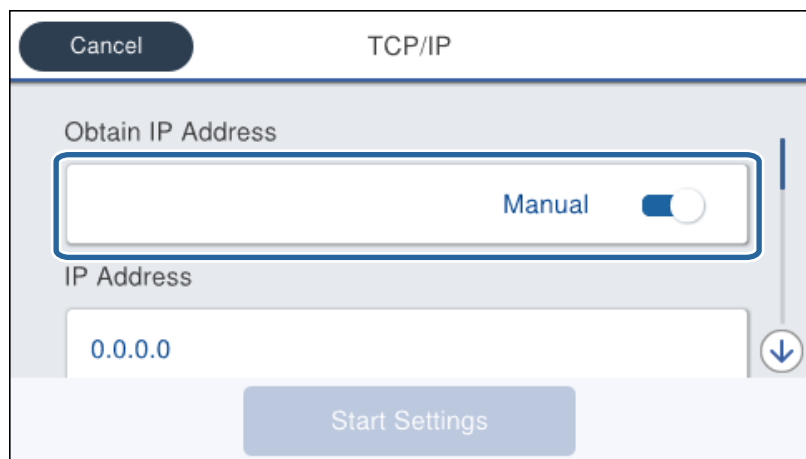 Cancel
TCP/IP
Obtain IP Address
Manual
IP Address
0.0.0.0
Start Settings